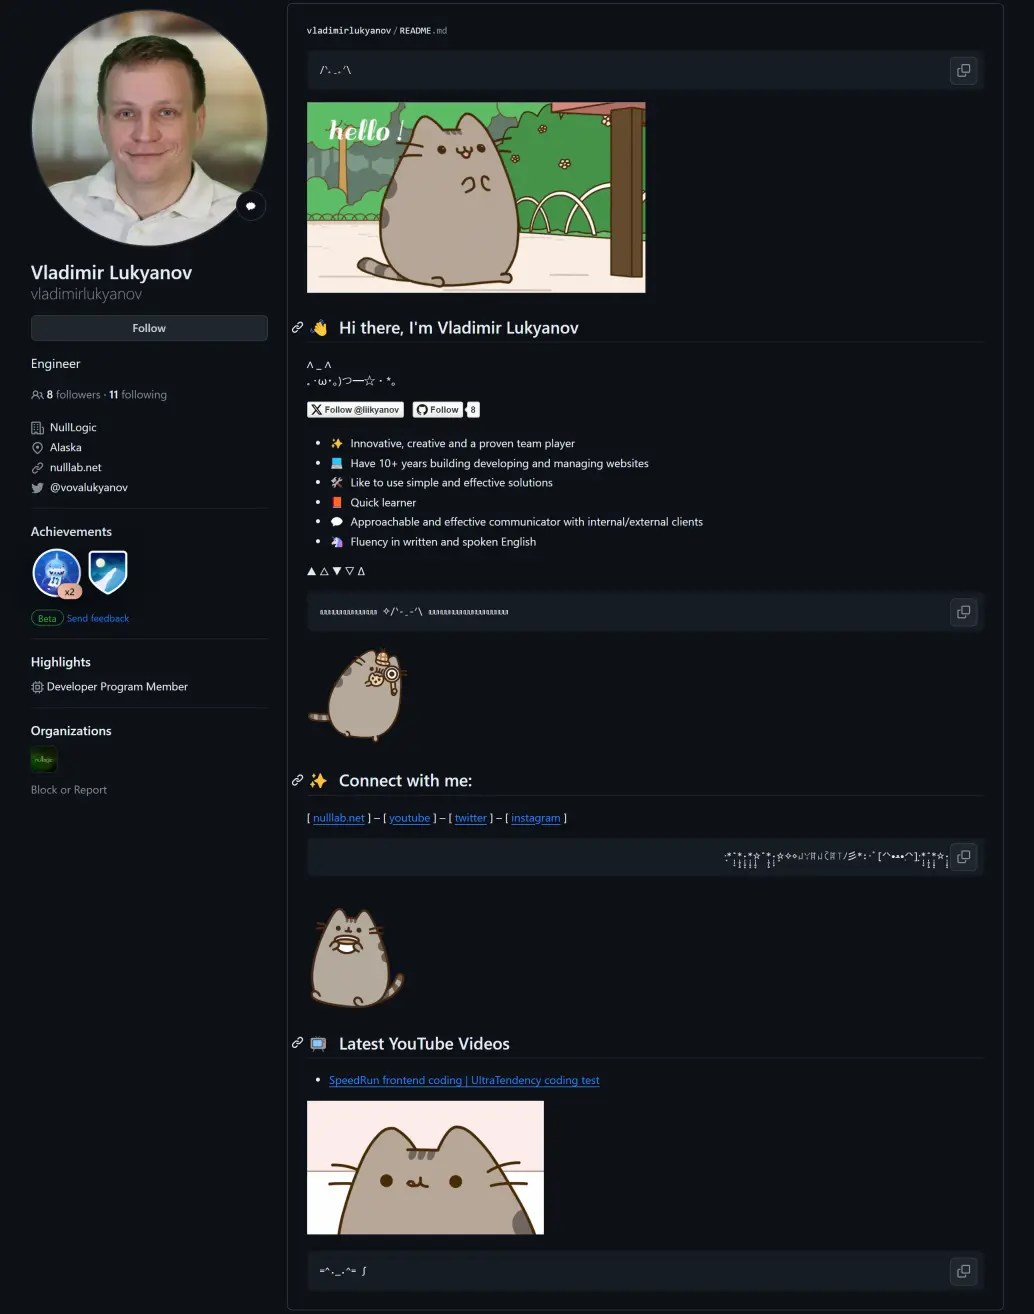 Vladimir Lukyanov
vladimirlukyanov
Follow
Engineer
8 followers · 11 following
NullLogic
Alaska
nulllab.net
@vovalukyanov
Achievements
x2
Beta Send feedback
Highlights
Developer Program Member
Organizations
Block or Report
vladimirlukyanov/README.md
hello !
👋 Hi there, I'm Vladimir Lukyanov
∧ _ ∧
｡･ω･｡)つ━☆・*。
Follow @liikyanov Follow 8
✨ Innovative, creative and a proven team player
💻 Have 10+ years building developing and managing websites
🛠 Like to use simple and effective solutions
📙 Quick learner
💬 Approachable and effective communicator with internal/external clients
🦄 Fluency in written and spoken English
▲ △ ▼ ▽ ∆
✨ Connect with me:
[ nulllab.net ] – [ youtube ] – [ twitter ] – [ instagram ]
📺 Latest YouTube Videos
SpeedRun frontend coding | UltraTendency coding test
=^._.^= ∫